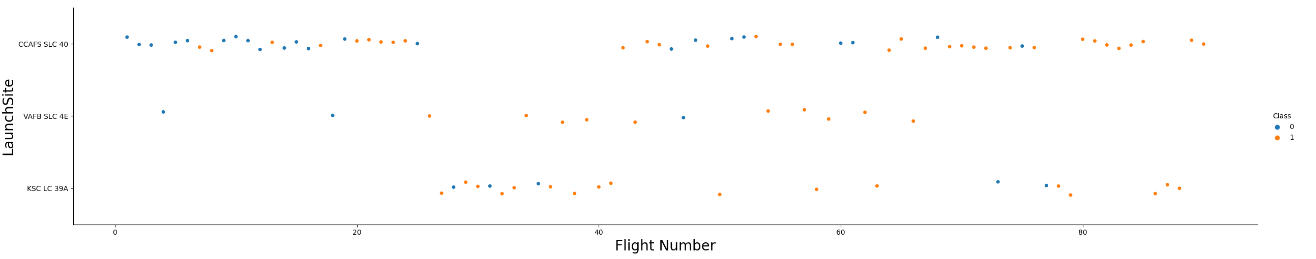 LaunchSite
CCAFS SLC 40
VAFB SLC 4E
KSC LC 39A
0
20
40
60
80
Flight Number
Class
0
1